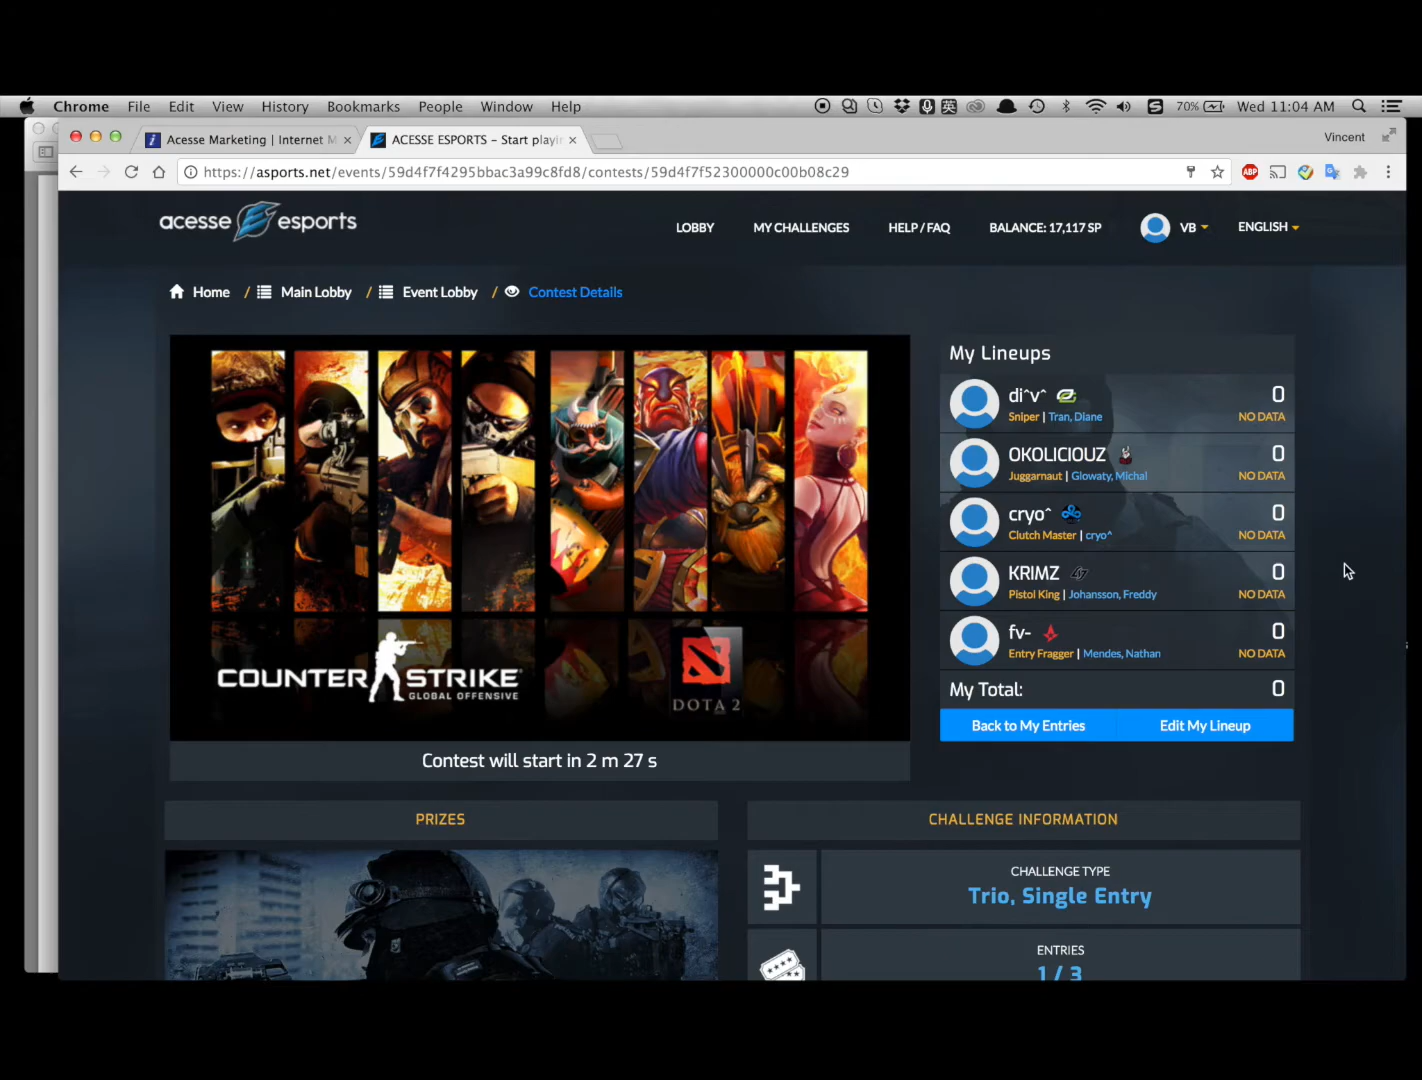 Chrome File Edit View History Bookmarks People Window Help 英 70% Wed 11:04 AM
Acesse Marketing | Internet M
ACESSE ESPORTS – Start playin
Vincent
https://asports.net/events/59d4f7f4295bbac3a99c8fd8/contests/59d4f7f52300000c00b08c29
ABP
acesse esports
LOBBY MY CHALLENGES HELP / FAQ BALANCE: 17,117 SP VB ENGLISH
Home / Main Lobby / Event Lobby / Contest Details
COUNTER STRIKE
GLOBAL OFFENSIVE
DOTA 2
Contest will start in 2 m 27 s
My Lineups
di^v^ 0
Sniper | Tran, Diane NO DATA
OKOLICIOUZ 0
Juggarnaut | Glowaty, Michal NO DATA
cryo^ 0
Clutch Master | cryo^ NO DATA
KRIMZ 0
Pistol King | Johansson, Freddy NO DATA
fv- 0
Entry Fragger | Mendes, Nathan NO DATA
My Total: 0
Back to My Entries Edit My Lineup
PRIZES
CHALLENGE INFORMATION
CHALLENGE TYPE
Trio, Single Entry
ENTRIES
1 / 3